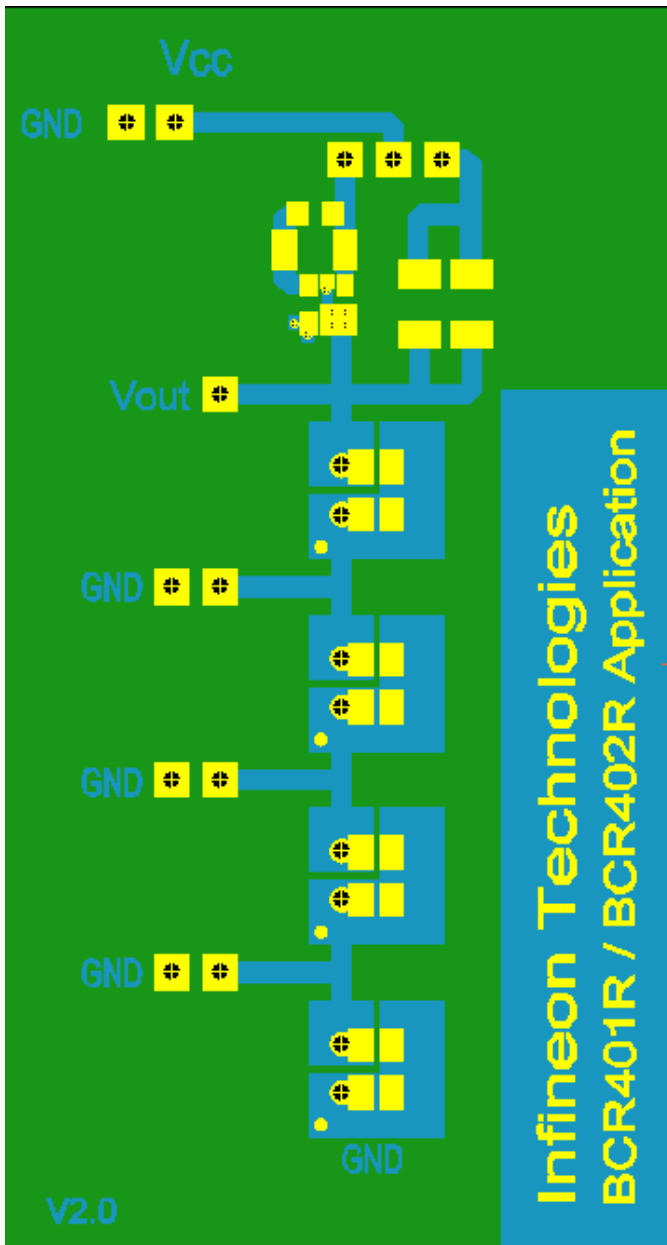 Vcc
GND
Vout
GND
GND
GND
GND
V2.0
Infineon Technologies
BCR401R / BCR402R Application